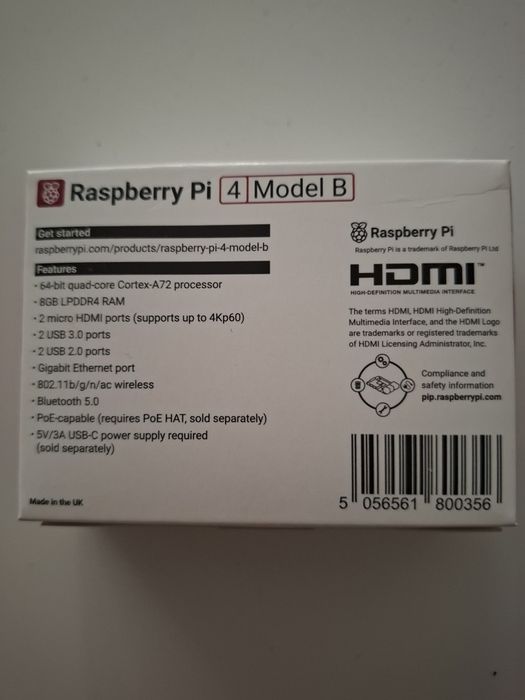 Raspberry Pi 4 Model B
Get started
raspberrypi.com/products/raspberry-pi-4-model-b
Features
· 64-bit quad-core Cortex-A72 processor
· 8GB LPDDR4 RAM
· 2 micro HDMI ports (supports up to 4Kp60)
· 2 USB 3.0 ports
· 2 USB 2.0 ports
· Gigabit Ethernet port
· 802.11b/g/n/ac wireless
· Bluetooth 5.0
· PoE-capable (requires PoE HAT, sold separately)
· 5V/3A USB-C power supply required
(sold separately)
Made in the UK
Raspberry Pi
Raspberry Pi is a trademark of Raspberry Pi Ltd
HDMI™
HIGH-DEFINITION MULTIMEDIA INTERFACE
The terms HDMI, HDMI High-Definition
Multimedia Interface, and the HDMI Logo
are trademarks or registered trademarks
of HDMI Licensing Administrator, Inc.
Compliance and
safety information
pip.raspberrypi.com
5 056561 800356